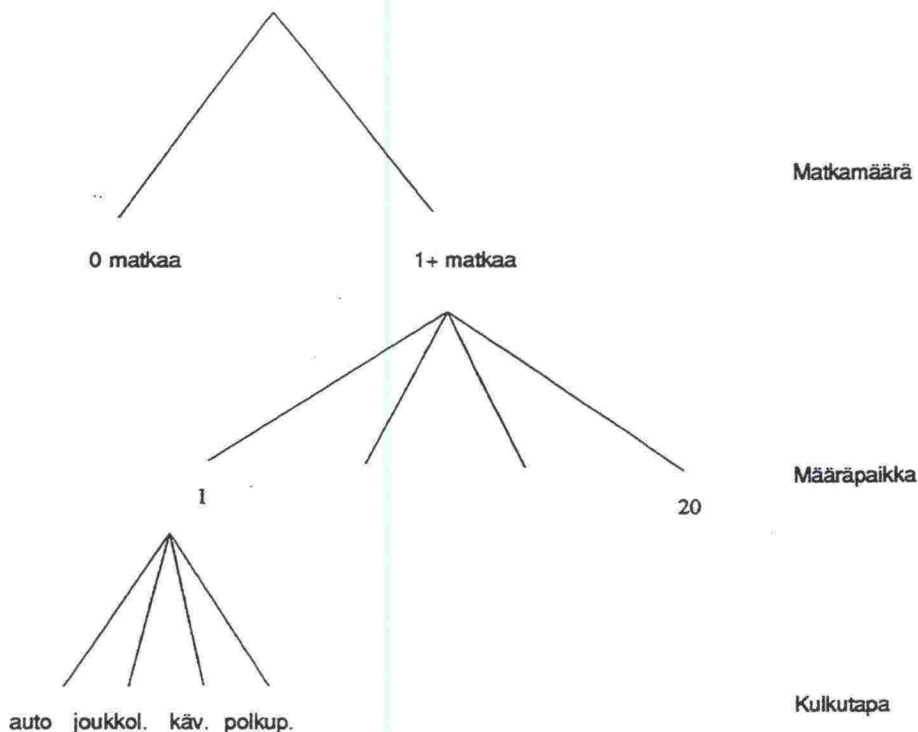 Matkamäärä
0 matkaa 1+ matkaa
Määräpaikka
1 20
auto joukkol. käv. polkup.
Kulkutapa